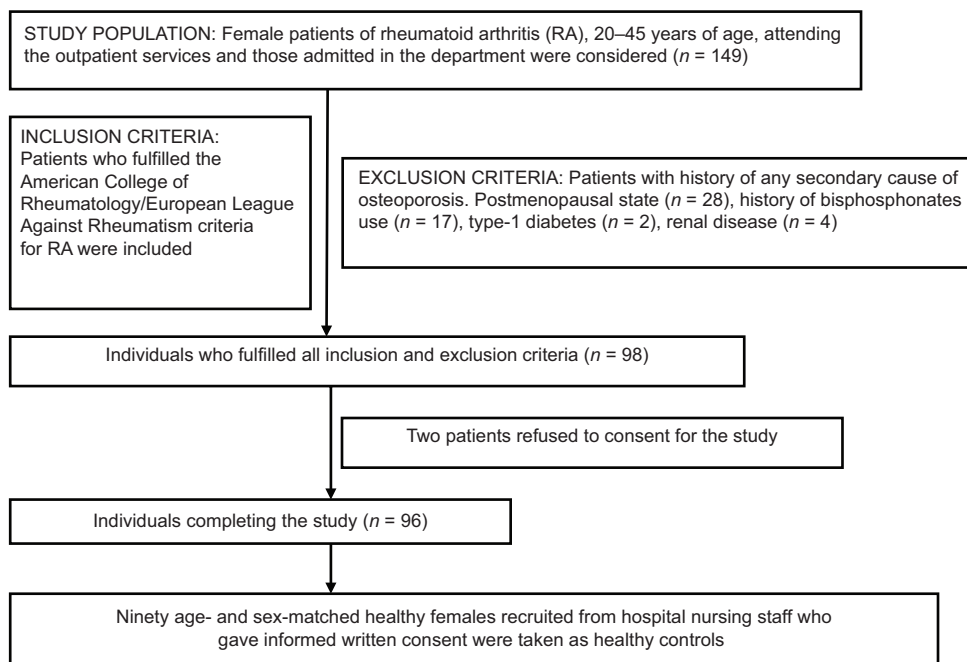 STUDY POPULATION: Female patients of rheumatoid arthritis (RA), 20–45 years of age, attending
the outpatient services and those admitted in the department were considered (n = 149)
INCLUSION CRITERIA:
Patients who fulfilled the
American College of
Rheumatology/European League
Against Rheumatism criteria
for RA were included
EXCLUSION CRITERIA: Patients with history of any secondary cause of
osteoporosis. Postmenopausal state (n = 28), history of bisphosphonates
use (n = 17), type-1 diabetes (n = 2), renal disease (n = 4)
Individuals who fulfilled all inclusion and exclusion criteria (n = 98)
Two patients refused to consent for the study
Individuals completing the study (n = 96)
Ninety age- and sex-matched healthy females recruited from hospital nursing staff who
gave informed written consent were taken as healthy controls